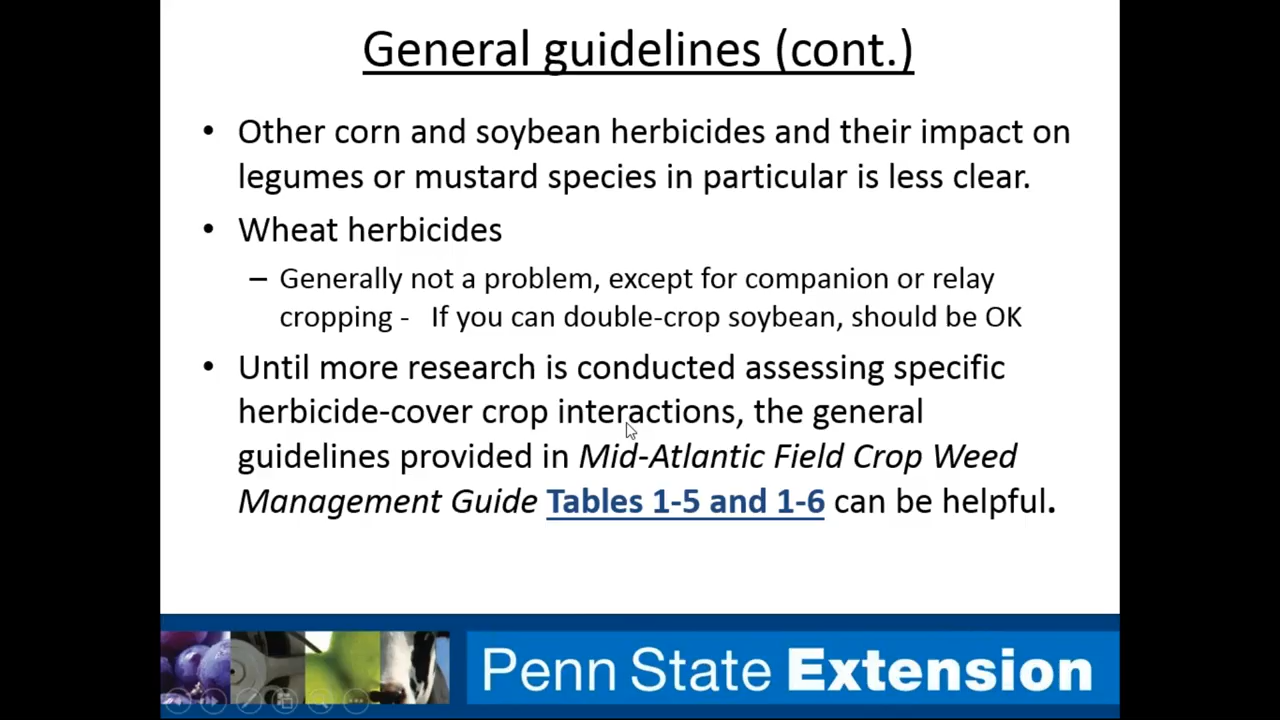 General guidelines (cont.)
• Other corn and soybean herbicides and their impact on
legumes or mustard species in particular is less clear.
• Wheat herbicides
– Generally not a problem, except for companion or relay
cropping - If you can double-crop soybean, should be OK
• Until more research is conducted assessing specific
herbicide-cover crop interactions, the general
guidelines provided in Mid-Atlantic Field Crop Weed
Management Guide Tables 1-5 and 1-6 can be helpful.
Penn State Extension